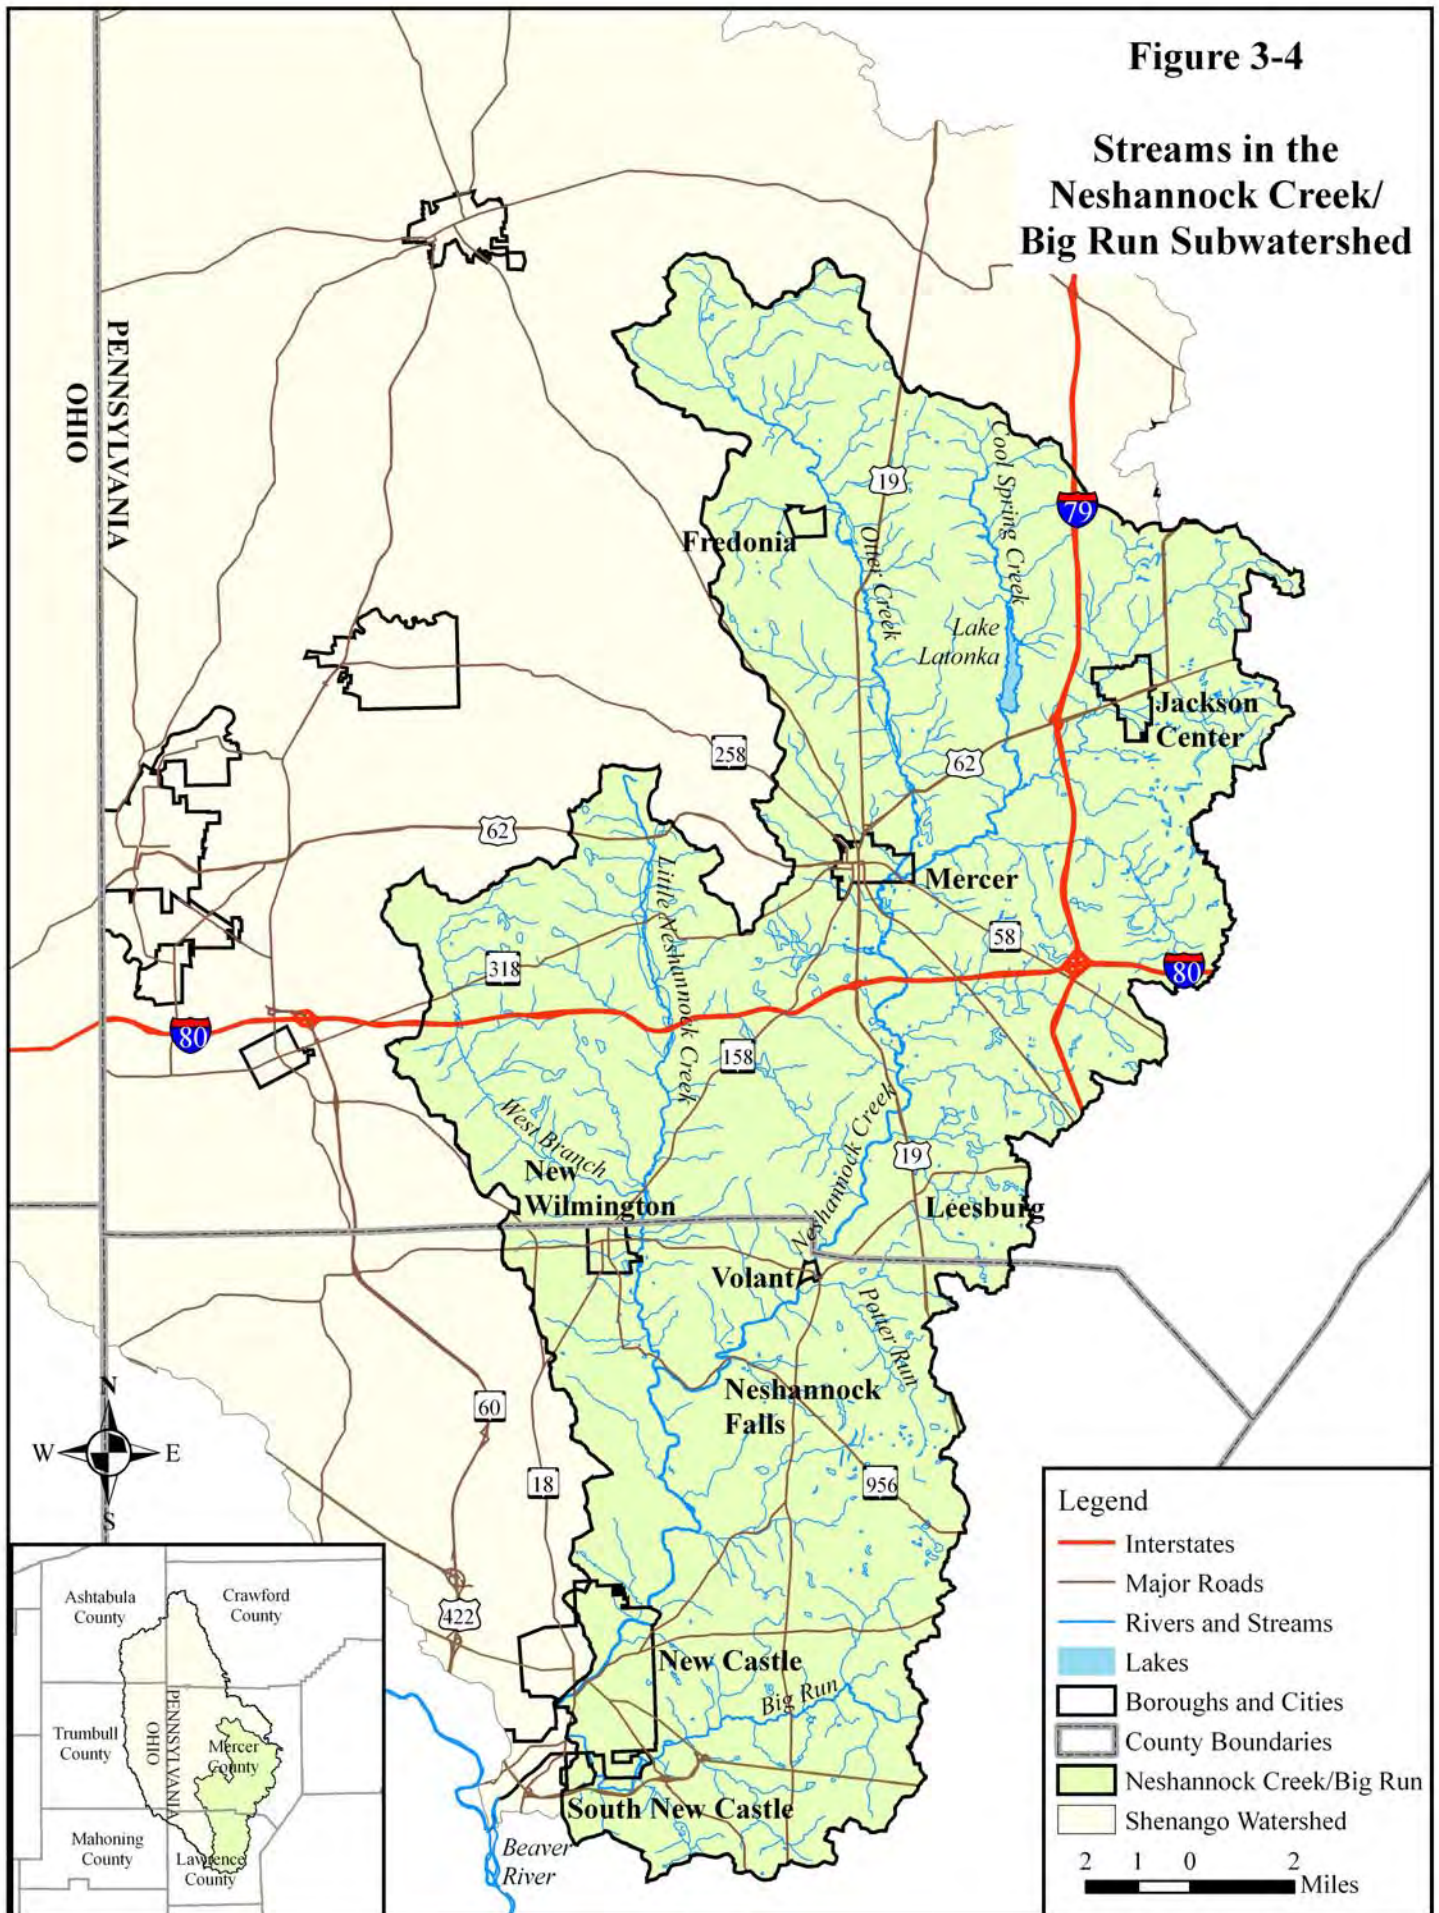 Figure 3-4
Streams in the
Neshannock Creek/
Big Run Subwatershed
PENNSYLVANIA
OHIO
19
Cool Spring Creek
79
Fredonia
Otter Creek
Lake
Latonka
Jackson
Center
258
62
62
Mercer
Little Neshannock Creek
58
318
80
80
158
West Branch
Neshannock Creek
19
New
Wilmington
Leesburg
Volant
Potter Run
Neshannock
Falls
60
N
W
E
S
18
956
422
New Castle
Big Run
South New Castle
Beaver
River
Ashtabula
County
Crawford
County
Trumbull
County
OHIO
PENNSYLVANIA
Mercer
County
Mahoning
County
Lawrence
County
Legend
Interstates
Major Roads
Rivers and Streams
Lakes
Boroughs and Cities
County Boundaries
Neshannock Creek/Big Run
Shenango Watershed
2 1 0 2
Miles